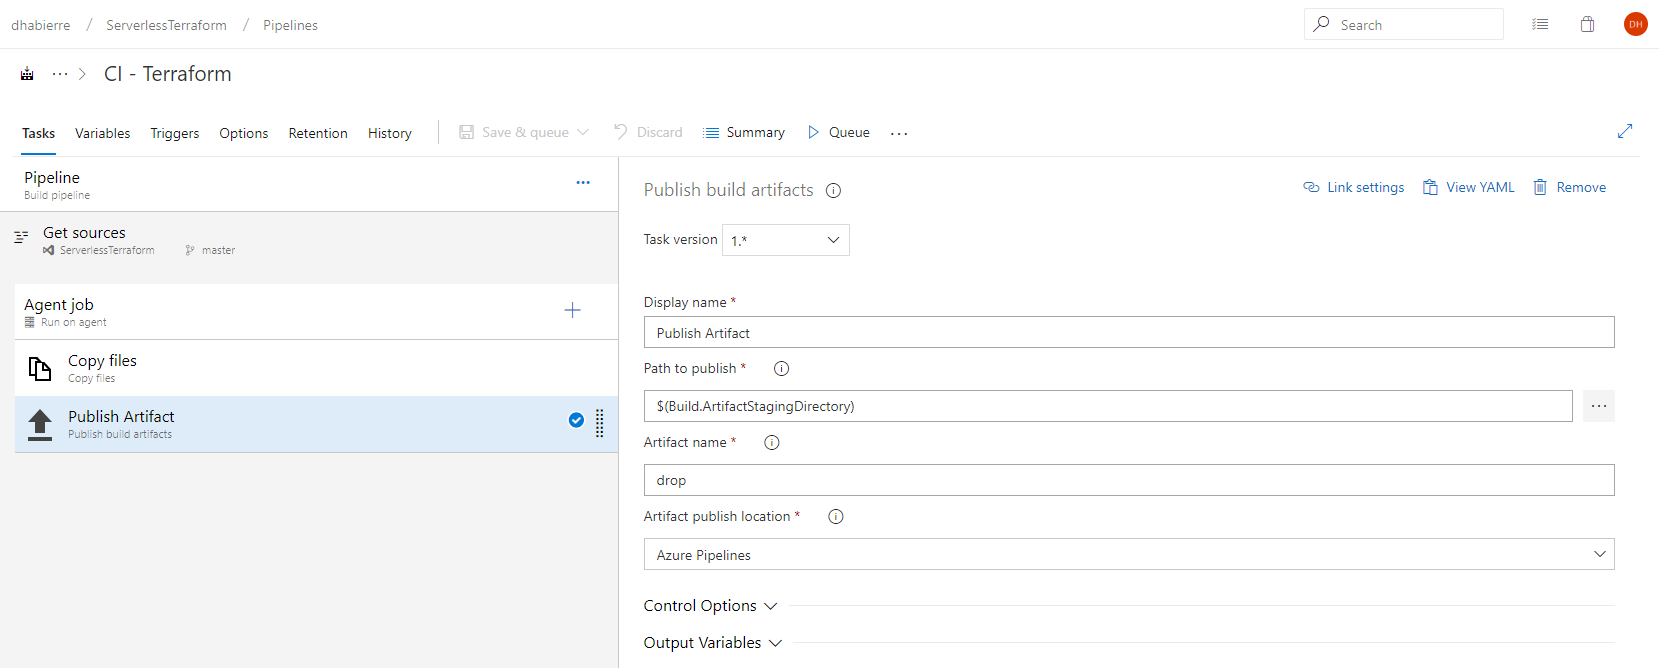 dhabierre / ServerlessTerraform / Pipelines
Search
DH
··· > CI - Terraform
Tasks Variables Triggers Options Retention History Save & queue Discard Summary Queue ...
Pipeline
Build pipeline
...
Get sources
ServerlessTerraform master
Agent job
Run on agent
Copy files
Copy files
Publish Artifact
Publish build artifacts
Publish build artifacts
Link settings View YAML Remove
Task version 1.*
Display name *
Publish Artifact
Path to publish *
$(Build.ArtifactStagingDirectory)
...
Artifact name *
drop
Artifact publish location *
Azure Pipelines
Control Options
Output Variables